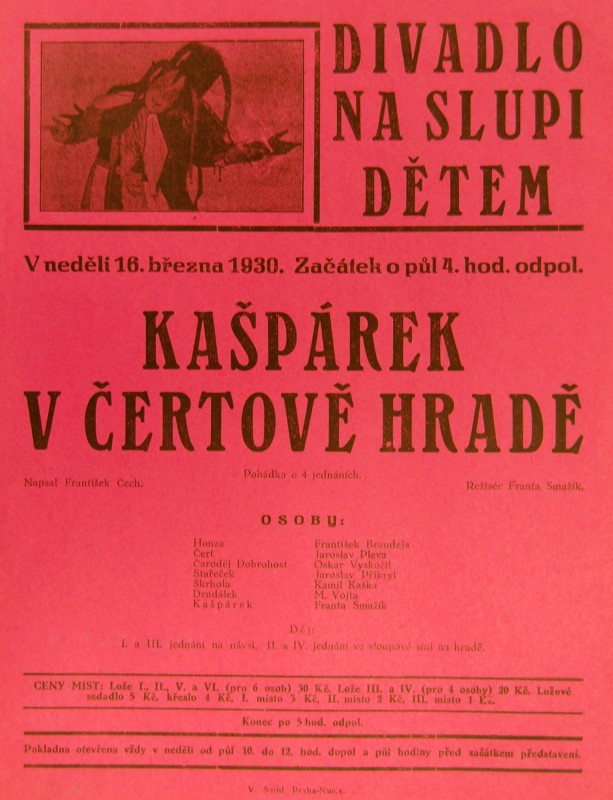 DIVADLO
NA SLUPI
DĚTEM
V neděli 16. března 1930. Začátek o půl 4. hod. odpol.
KAŠPÁREK
V ČERTOVĚ HRADĚ
Pohádka o 4 jednáních.
Napsal František Čech.
Režisér Franta Smažík.
OSOBY:
Honza František Brandejs
Čert Jaroslav Pleva
Čaroděj Dobrohost Oskar Vyskočil
Stařeček Jaroslav Přikryl
Škrhola Kamil Kaška
Drndálek M. Vojta
Kašpárek Franta Smažík
Děj:
I. a III. jednání na návsi, II. a IV. jednání ve sloupové síni na hradě.
CENY MÍST: Lože I., II., V. a VI. (pro 6 osob) 30 Kč, Lože III. a IV. (pro 4 osoby) 20 Kč. Ložové
sedadlo 5 Kč, křeslo 4 Kč, I. místo 3 Kč, II. místo 2 Kč, III. místo 1 Kč.
Konec po 5 hod. odpol.
Pokladna otevřena vždy v neděli od půl 10. do 12. hod. dopol a půl hodiny před začátkem představení.
V. Šmíd, Praha-Nusle.